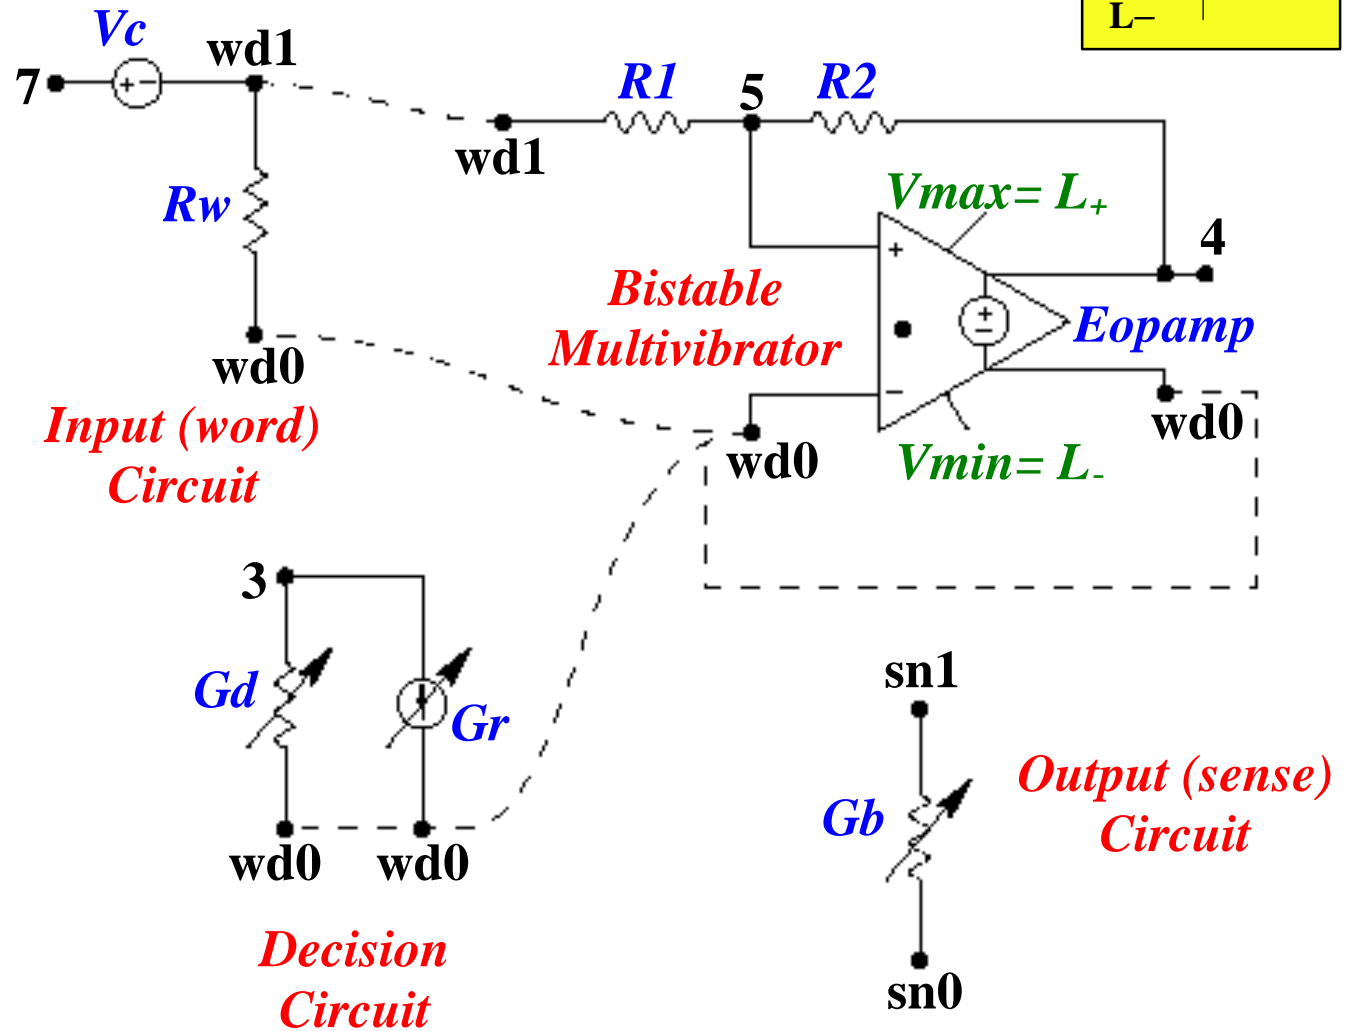 L–
Vc
wd1
7
+ −
R1
5
R2
wd1
Rw
Vmax= L+
4
+
Bistable
Multivibrator
+
−
Eopamp
wd0
−
wd0
wd0
Vmin= L-
Input (word)
Circuit
3
Gd
Gr
sn1
Gb
Output (sense)
Circuit
wd0 wd0
Decision
Circuit
sn0